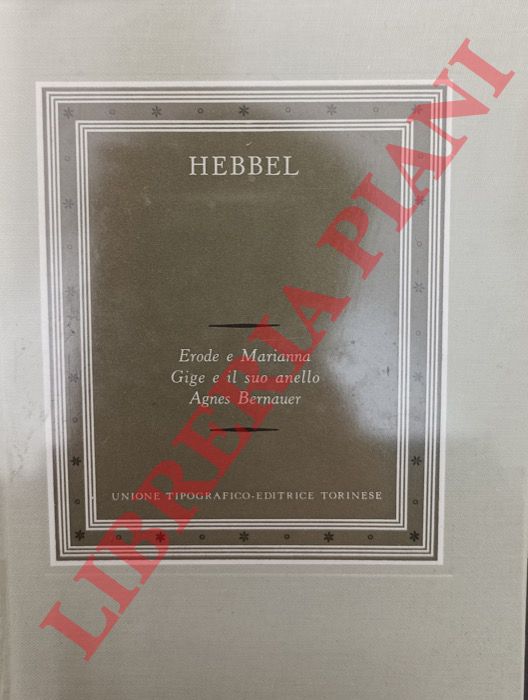 HEBBEL
Erode e Marianna
Gige e il suo anello
Agnes Bernauer
UNIONE TIPOGRAFICO-EDITRICE TORINESE
LIBRERIA PIANI